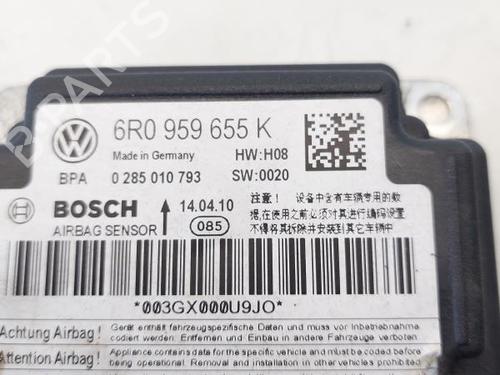 6R0 959 655 K
Made in Germany HW:H08
BPA 0 285 010 793 SW:0020
BOSCH 14.04.10
AIRBAG SENSOR 085
注意! 设备中含有车辆专用的数
据,在使用之前必须对其进行编码设置
不得将其拆除并安装到其它车辆中
*003GX000U9JO*
Achtung Airbag! Gerät enthält fahrzeugspezifische Daten und muss vor Inbetriebnahme
codiert werden. Entfernen und Einbau in andere Fahrzeuge verboten.
Attention Airbag! Appliance contains data for the specific vehicle and must be coded
before being used. Removal and installation in other vehicles prohibited
B-PARTS